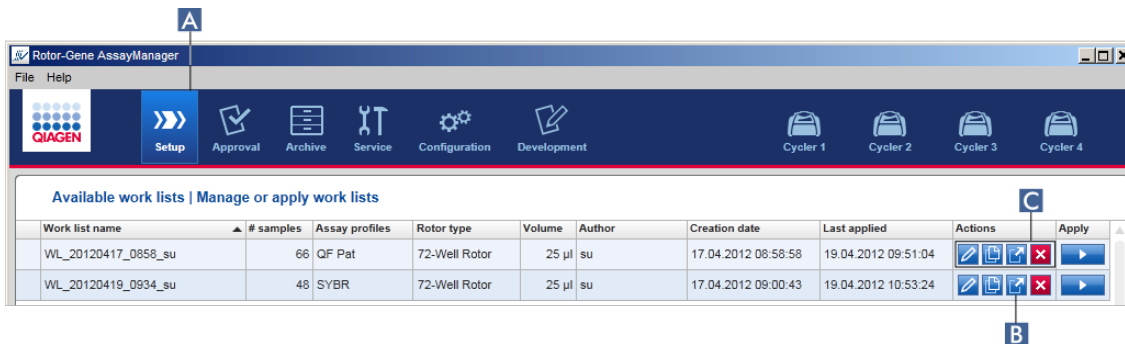 A
Rotor-Gene AssayManager
File Help
QIAGEN
Setup Approval Archive Service Configuration Development Cycler 1 Cycler 2 Cycler 3 Cycler 4
Available work lists | Manage or apply work lists
C
Work list name # samples Assay profiles Rotor type Volume Author Creation date Last applied Actions Apply
WL_20120417_0858_su 66 QF Pat 72-Well Rotor 25 µl su 17.04.2012 08:58:58 19.04.2012 09:51:04
WL_20120419_0934_su 48 SYBR 72-Well Rotor 25 µl su 17.04.2012 09:00:43 19.04.2012 10:53:24
B